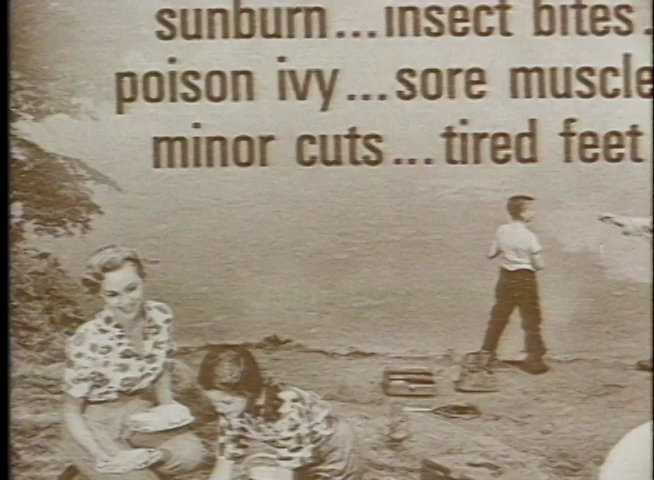 sunburn...insect bites.
poison ivy...sore muscle
minor cuts...tired feet